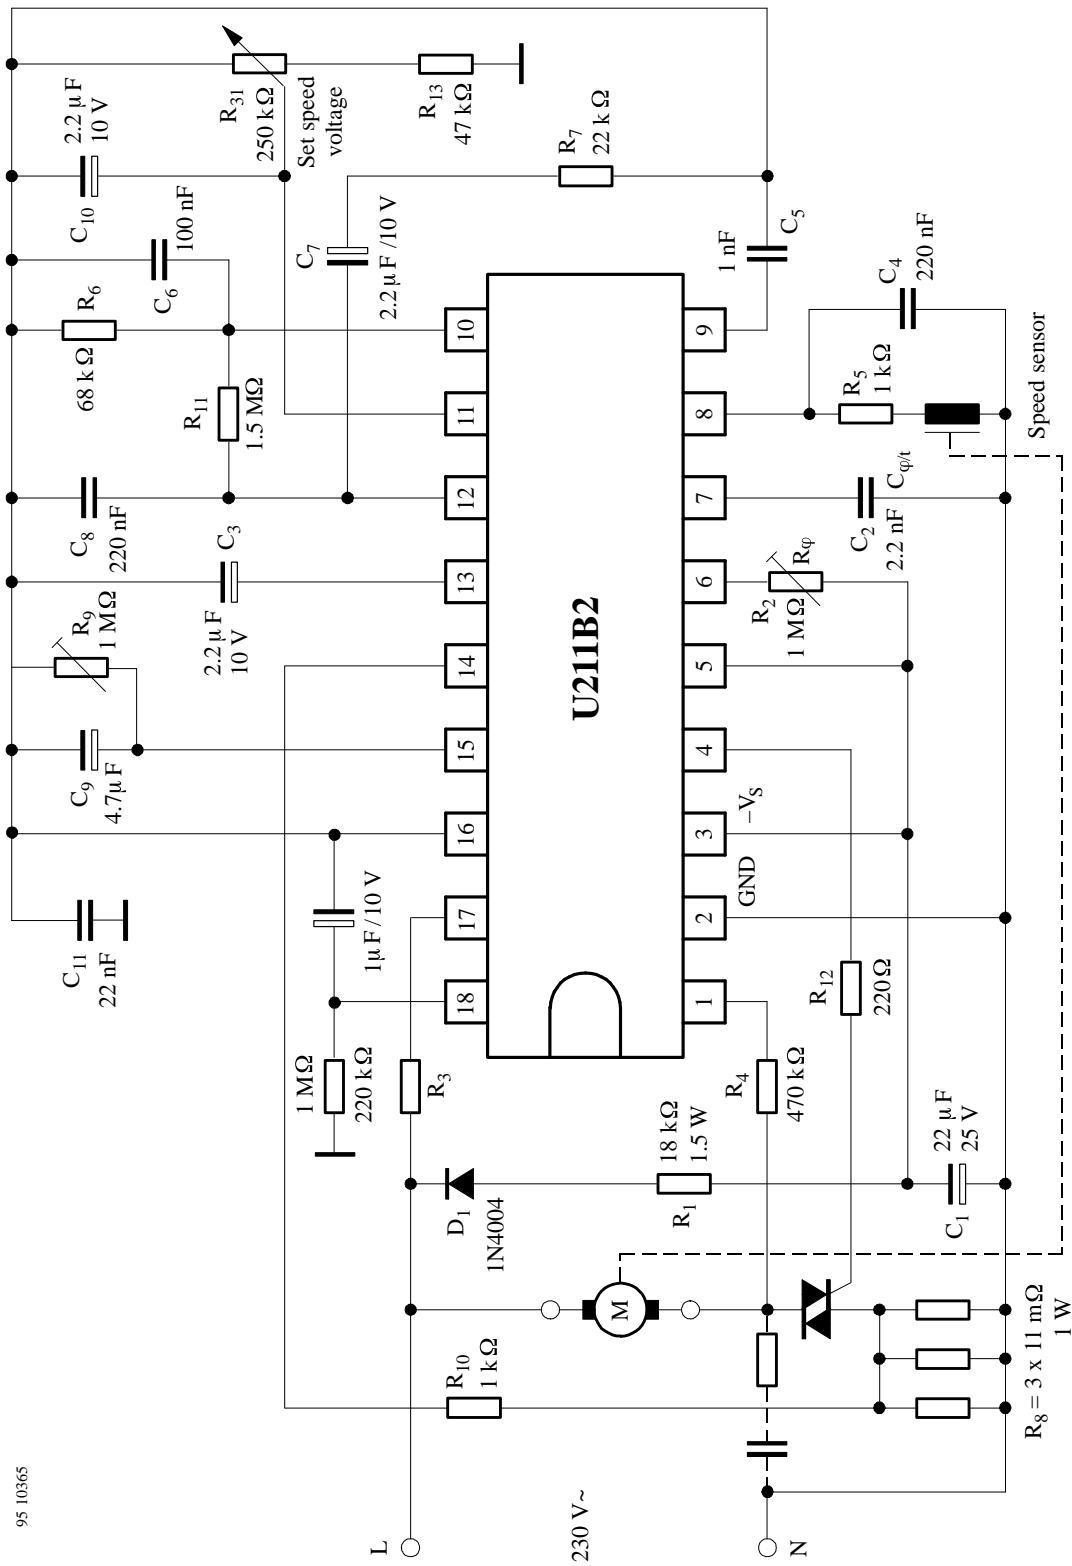 95 10365
L
230 V~
N
R10
1 kΩ
M
R8 = 3 x 11 mΩ
1 W
D1
1N4004
R1
18 kΩ
1.5 W
C1
22 µF
25 V
1 MΩ
220 kΩ
R3
R4
470 kΩ
R12
220 Ω
C11
22 nF
1µF/10 V
18
17
16
15
14
13
12
11
10
U211B2
1
2
3
4
5
6
7
8
9
GND
–VS
C9
4.7µF
R9
1 MΩ
2.2 µF
10 V
C3
C8
220 nF
R11
1.5 MΩ
68 kΩ
R6
C6
100 nF
C10
2.2 µF
10 V
R31
250 kΩ
Set speed
voltage
R13
47 kΩ
C7
2.2 µF /10 V
R7
22 kΩ
1 nF
C5
R2
1 MΩ
Rφ
C2
2.2 nF
Cφ/t
R5
1 kΩ
C4
220 nF
Speed sensor